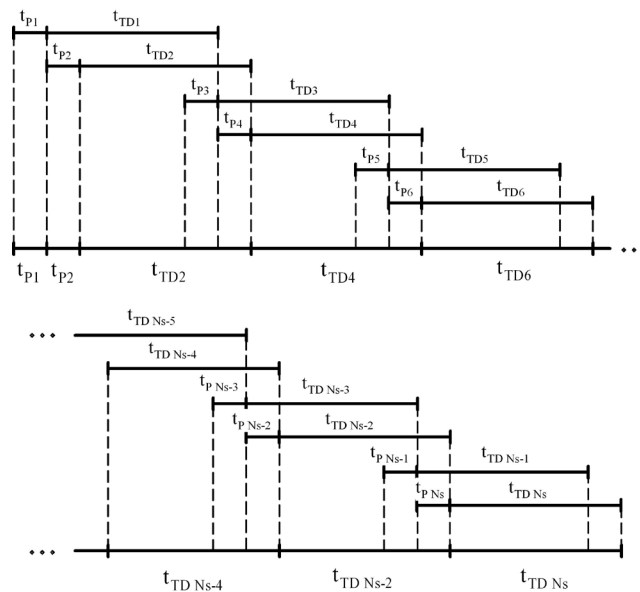 tP1 tTD1
tP2 tTD2
tP3 tTD3
tP4 tTD4
tP5 tTD5
tP6 tTD6
tP1 tP2 tTD2 tTD4 tTD6
tTD Ns-5
tTD Ns-4
tP Ns-3 tTD Ns-3
tP Ns-2 tTD Ns-2
tP Ns-1 tTD Ns-1
tP Ns tTD Ns
tTD Ns-4 tTD Ns-2 tTD Ns